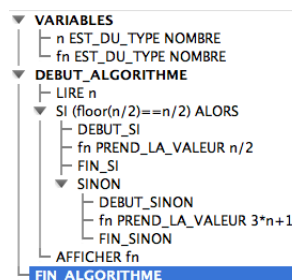 VARIABLES
n EST_DU_TYPE NOMBRE
fn EST_DU_TYPE NOMBRE
DEBUT_ALGORITHME
LIRE n
SI (floor(n/2)==n/2) ALORS
DEBUT_SI
fn PREND_LA_VALEUR n/2
FIN_SI
SINON
DEBUT_SINON
fn PREND_LA_VALEUR 3*n+1
FIN_SINON
AFFICHER fn
FIN_ALGORITHME